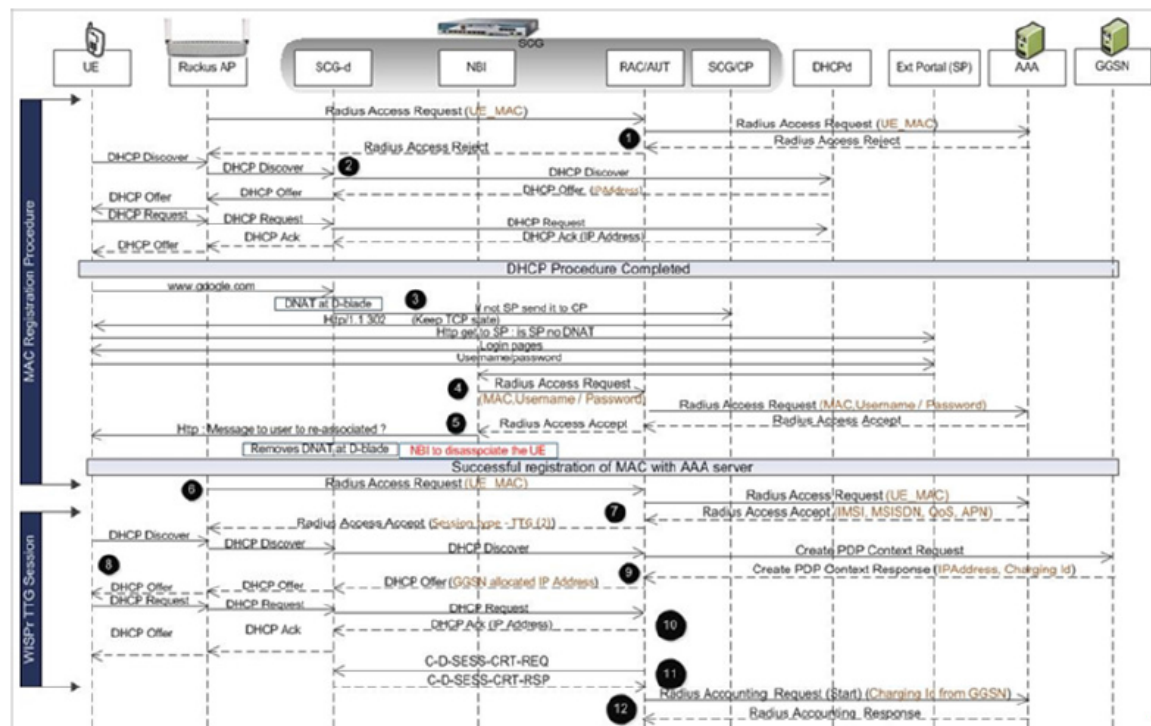 SCG
UE
Ruckus AP
SCG-d
NBI
RAC/AUT
SCG/CP
DHCPd
Ext Portal (SP)
AAA
GGSN
MAC Registration Procedure
Radius Access Request (UE_MAC)
Radius Access Request (UE_MAC)
1
Radius Access Reject
Radius Access Reject
DHCP Discover
2
DHCP Discover
DHCP Discover
DHCP Offer
DHCP Offer
DHCP Offer (IPAddress)
DHCP Request
DHCP Request
DHCP Request
DHCP Offer
DHCP Ack
DHCP Ack (IP Address)
DHCP Procedure Completed
www.google.com
DNAT at D-blade
3
if not SP send it to CP
Http/1.1 302 (Keep TCP state)
Http get to SP : is SP no DNAT
Login pages
Username/password
4
Radius Access Request
(MAC,Username / Password)
Radius Access Request (MAC,Username / Password)
5
Radius Access Accept
Radius Access Accept
Http : Message to user to re-associated ?
Removes DNAT at D-blade
NBI to disasspciate the UE
Successful registration of MAC with AAA server
6
Radius Access Request (UE_MAC)
Radius Access Request (UE_MAC)
WISPr TTG Session
7
Radius Access Accept (IMSI, MSISDN, QoS, APN)
Radius Access Accept (Session type - TTG (2))
DHCP Discover
DHCP Discover
DHCP Discover
Create PDP Context Request
8
9
Create PDP Context Response (IPAddress, Charging Id)
DHCP Offer
DHCP Offer
DHCP Offer (GGSN allocated IP Address)
DHCP Request
DHCP Request
DHCP Request
DHCP Offer
DHCP Ack
DHCP Ack (IP Address)
10
C-D-SESS-CRT-REQ
11
C-D-SESS-CRT-RSP
Radius Accounting Request (Start) (Charging Id from GGSN)
12
Radius Accounting Response